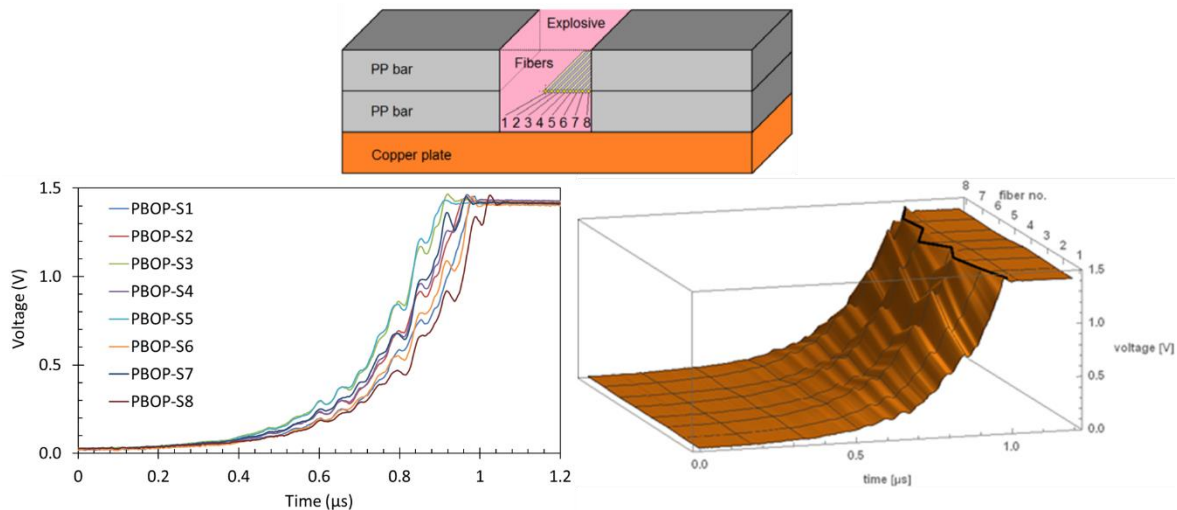 Explosive
PP bar
Fibers
PP bar
1 2 3 4 5 6 7 8
Copper plate
1.5
1.0
0.5
0.0
Voltage (V)
PBOP-S1
PBOP-S2
PBOP-S3
PBOP-S4
PBOP-S5
PBOP-S6
PBOP-S7
PBOP-S8
0 0.2 0.4 0.6 0.8 1 1.2
Time (µs)
8 7 6 5 4 3 2 1
fiber no.
1.5
1.0
voltage [V]
0.5
0.0
0.0 0.5 1.0
time [µs]